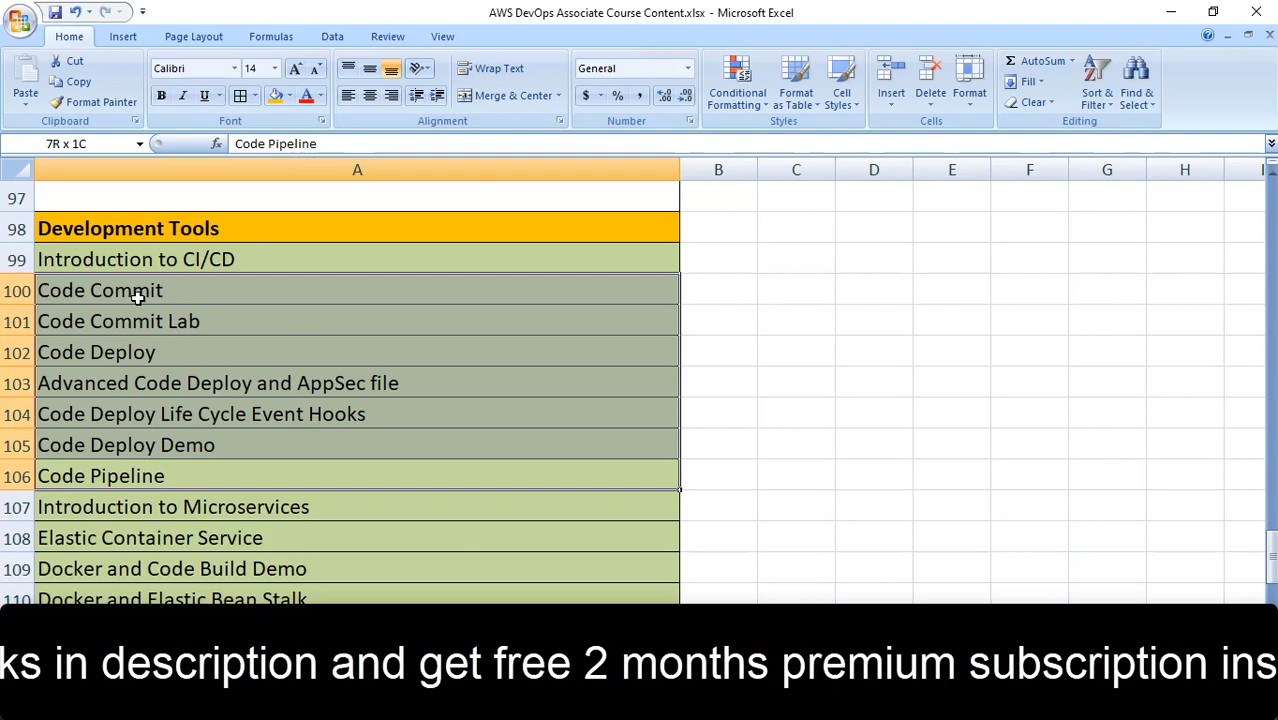 AWS DevOps Associate Course Content.xlsx - Microsoft Excel
Home Insert Page Layout Formulas Data Review View
Paste
Cut
Copy
Format Painter
Clipboard
Calibri 14
B I U
Font
Wrap Text
Merge & Center
Alignment
General
$ % ,
Number
Conditional Formatting
Format as Table
Cell Styles
Styles
Insert Delete Format
Cells
Σ AutoSum
Fill
Clear
Sort & Filter
Find & Select
Editing
7R x 1C fx Code Pipeline
A B C D E F G H I
97
98 Development Tools
99 Introduction to CI/CD
100 Code Commit
101 Code Commit Lab
102 Code Deploy
103 Advanced Code Deploy and AppSec file
104 Code Deploy Life Cycle Event Hooks
105 Code Deploy Demo
106 Code Pipeline
107 Introduction to Microservices
108 Elastic Container Service
109 Docker and Code Build Demo
110 Docker and Elastic Bean Stalk
ks in description and get free 2 months premium subscription ins